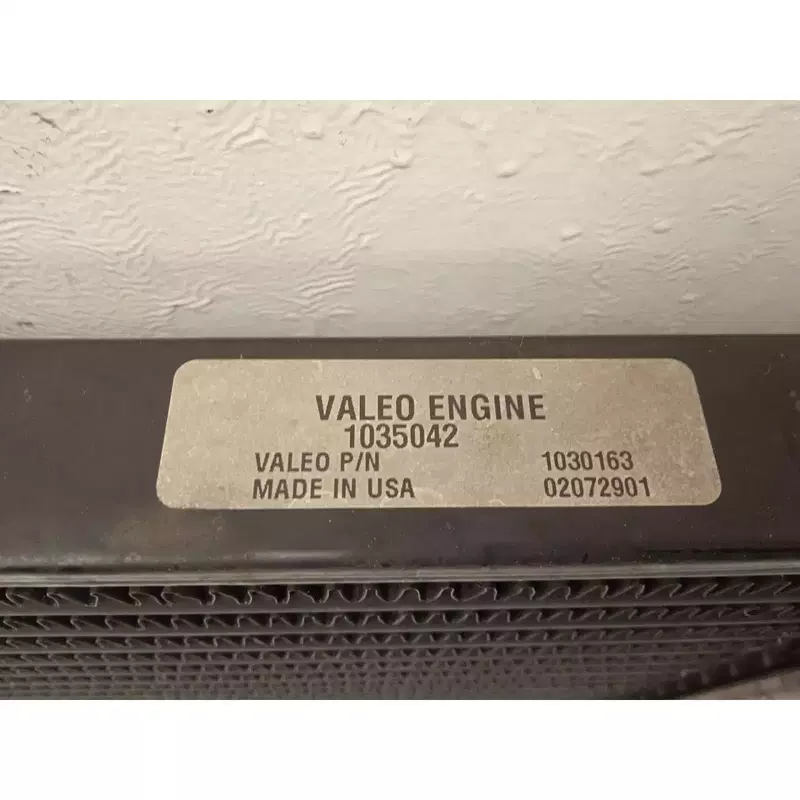 VALEO ENGINE
1035042
VALEO P/N 1030163
MADE IN USA 02072901